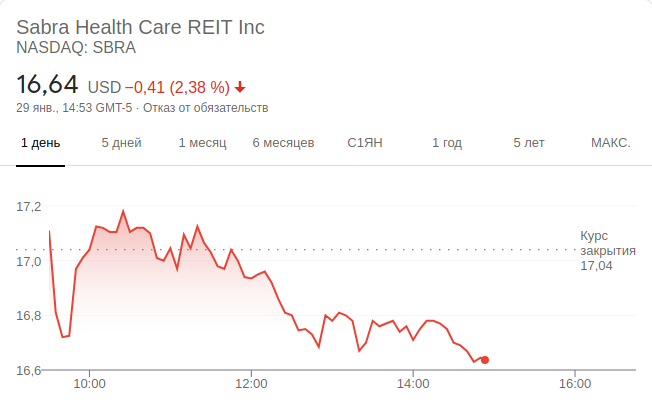 Sabra Health Care REIT Inc
NASDAQ: SBRA
16,64 USD −0,41 (2,38 %)
29 янв., 14:53 GMT-5 · Отказ от обязательств
1 день 5 дней 1 месяц 6 месяцев С1ЯН 1 год 5 лет МАКС.
17,2
Курс
закрытия
17,04
17,0
16,8
16,6
10:00 12:00 14:00 16:00